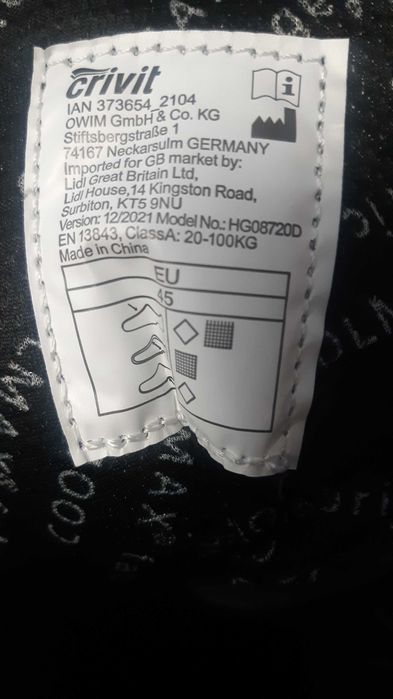 crivit
IAN 373654_2104
OWIM GmbH & Co. KG
Stiftsbergstraße 1
74167 Neckarsulm GERMANY
Imported for GB market by:
Lidl Great Britain Ltd,
Lidl House,14 Kingston Road,
Surbiton, KT5 9NU
Version: 12/2021 Model No.: HG08720D
EN 13843, ClassA: 20-100KG
Made in China
EU
45